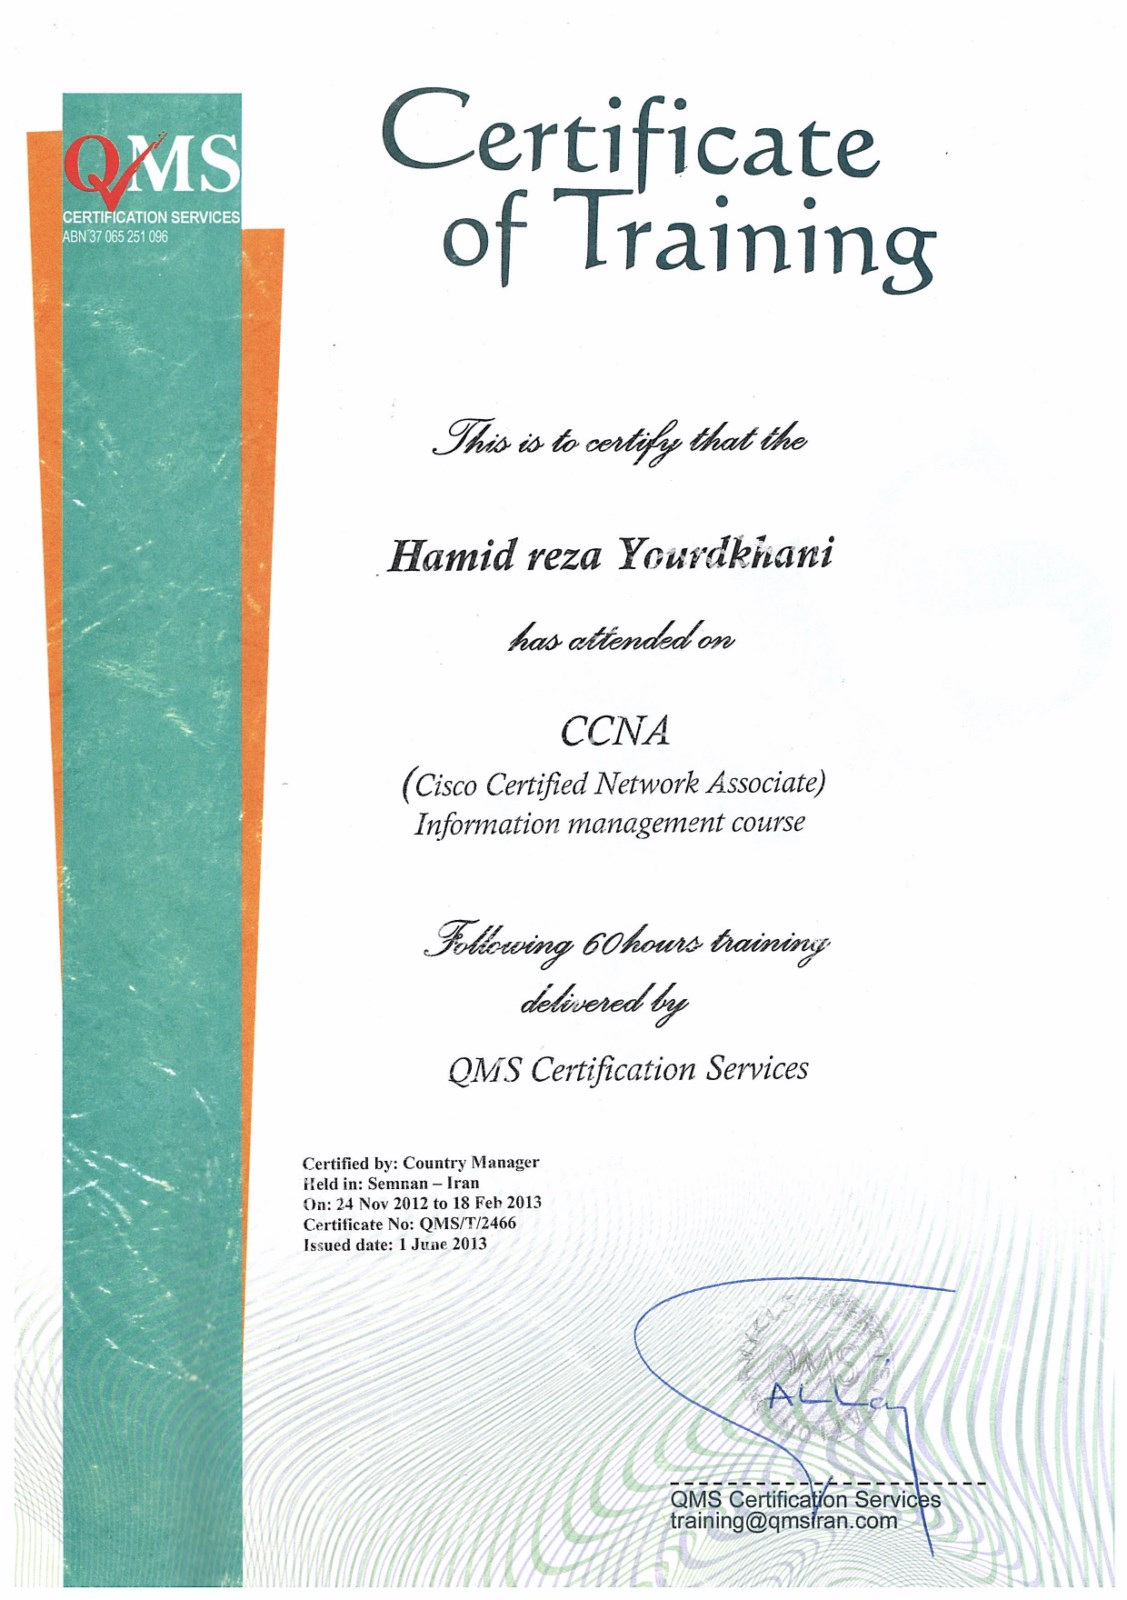 QMS
CERTIFICATION SERVICES
ABN 37 065 251 096
Certificate
of Training
This is to certify that the
Hamid reza Yourdkhani
has attended on
CCNA
(Cisco Certified Network Associate)
Information management course
Following 60 hours training
delivered by
QMS Certification Services
Certified by: Country Manager
Held in: Semnan – Iran
On: 24 Nov 2012 to 18 Feb 2013
Certificate No: QMS/T/2466
Issued date: 1 June 2013
QMS
QMS Certification Services
training@qmsiran.com